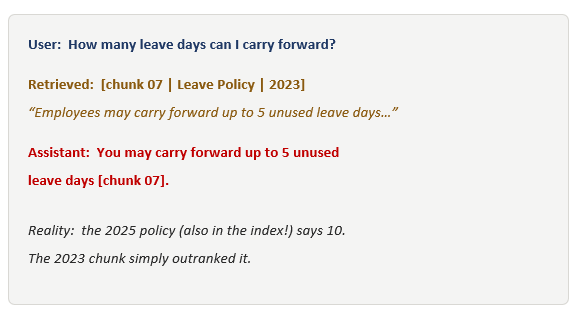 User:  How many leave days can I carry forward?
Retrieved:  [chunk 07 | Leave Policy | 2023]
“Employees may carry forward up to 5 unused leave days…”
Assistant:  You may carry forward up to 5 unused
leave days [chunk 07].
Reality:  the 2025 policy (also in the index!) says 10.
The 2023 chunk simply outranked it.